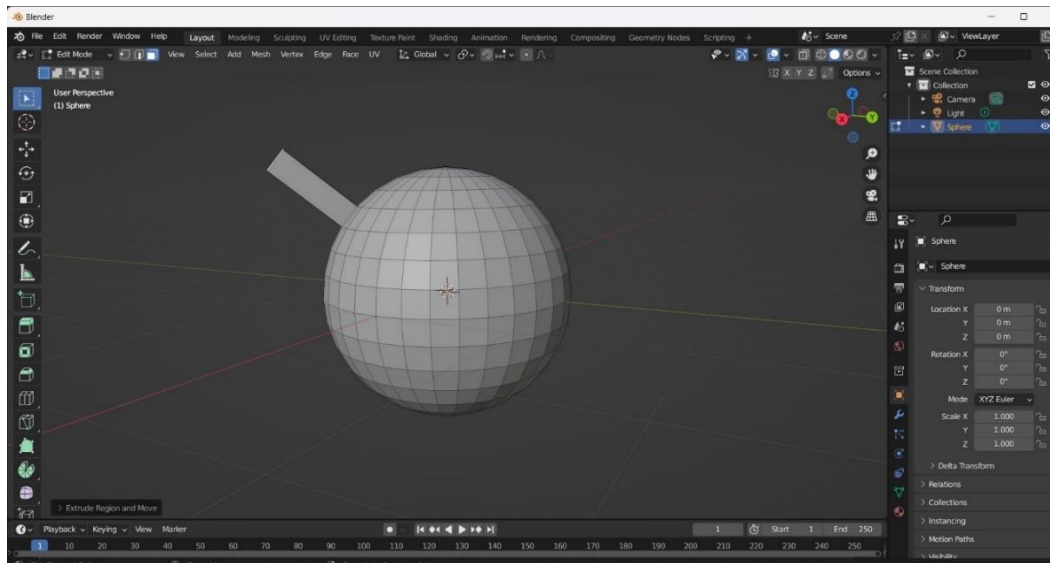 Blender
File Edit Render Window Help Layout Modeling Sculpting UV Editing Texture Paint Shading Animation Rendering Compositing Geometry Nodes Scripting + Scene ViewLayer
Edit Mode View Select Add Mesh Vertex Edge Face UV Global
X Y Z Options
User Perspective
(1) Sphere
Z
X
Y
Scene Collection
Collection
Camera
Light
Sphere
Sphere
Sphere
Transform
Location X 0 m
Y 0 m
Z 0 m
Rotation X 0°
Y 0°
Z 0°
Mode XYZ Euler
Scale X 1.000
Y 1.000
Z 1.000
> Delta Transform
> Relations
> Collections
> Instancing
> Motion Paths
> Visibility
> Extrude Region and Move
Playback Keying View Marker 1 Start 1 End 250
1 10 20 30 40 50 60 70 80 90 100 110 120 130 140 150 160 170 180 190 200 210 220 230 240 250